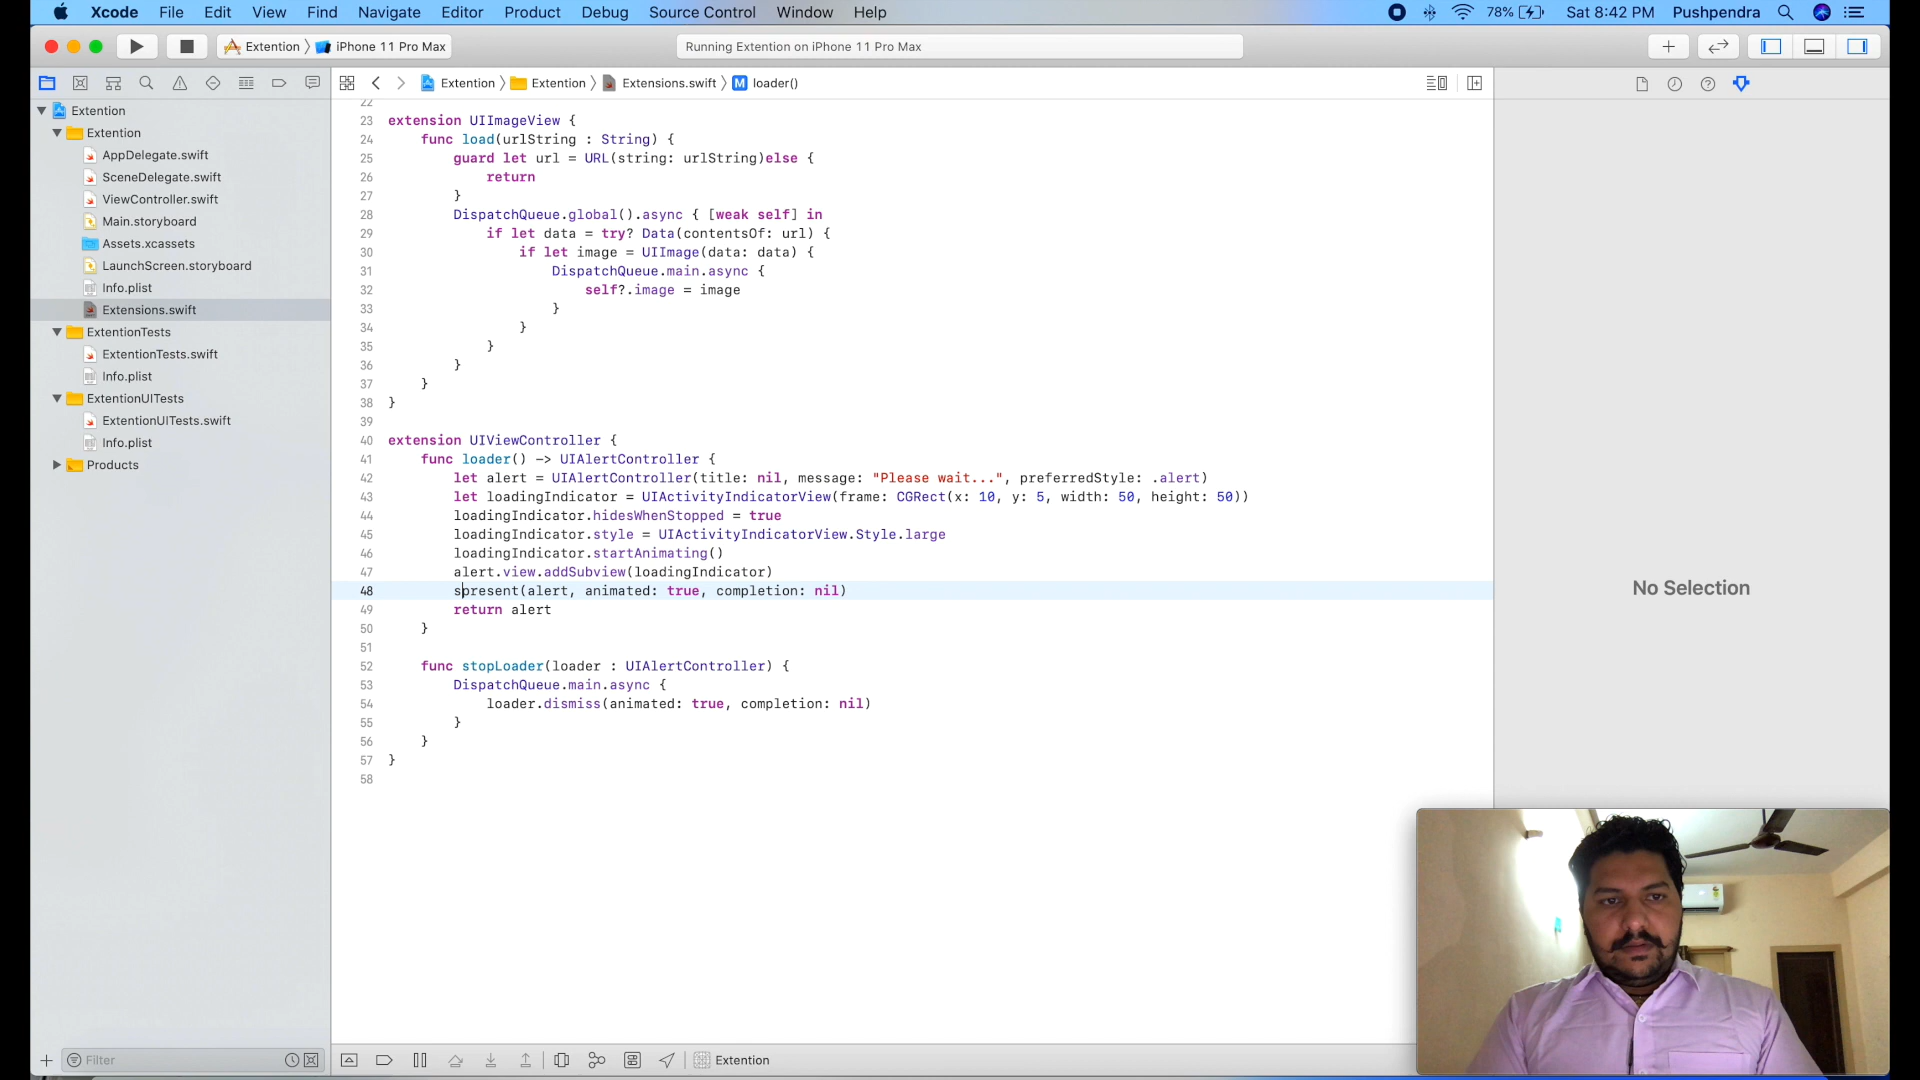 Xcode File Edit View Find Navigate Editor Product Debug Source Control Window Help 78% Sat 8:42 PM Pushpendra
Extention iPhone 11 Pro Max Running Extention on iPhone 11 Pro Max
Extention Extention Extensions.swift M loader()
Extention
Extention
AppDelegate.swift
SceneDelegate.swift
ViewController.swift
Main.storyboard
Assets.xcassets
LaunchScreen.storyboard
Info.plist
Extensions.swift
ExtentionTests
ExtentionTests.swift
Info.plist
ExtentionUITests
ExtentionUITests.swift
Info.plist
Products
Filter
22
23 extension UIImageView {
24 func load(urlString : String) {
25 guard let url = URL(string: urlString)else {
26 return
27 }
28 DispatchQueue.global().async { [weak self] in
29 if let data = try? Data(contentsOf: url) {
30 if let image = UIImage(data: data) {
31 DispatchQueue.main.async {
32 self?.image = image
33 }
34 }
35 }
36 }
37 }
38 }
39
40 extension UIViewController {
41 func loader() -> UIAlertController {
42 let alert = UIAlertController(title: nil, message: "Please wait...", preferredStyle: .alert)
43 let loadingIndicator = UIActivityIndicatorView(frame: CGRect(x: 10, y: 5, width: 50, height: 50))
44 loadingIndicator.hidesWhenStopped = true
45 loadingIndicator.style = UIActivityIndicatorView.Style.large
46 loadingIndicator.startAnimating()
47 alert.view.addSubview(loadingIndicator)
48 spresent(alert, animated: true, completion: nil)
49 return alert
50 }
51
52 func stopLoader(loader : UIAlertController) {
53 DispatchQueue.main.async {
54 loader.dismiss(animated: true, completion: nil)
55 }
56 }
57 }
58
No Selection
Extention